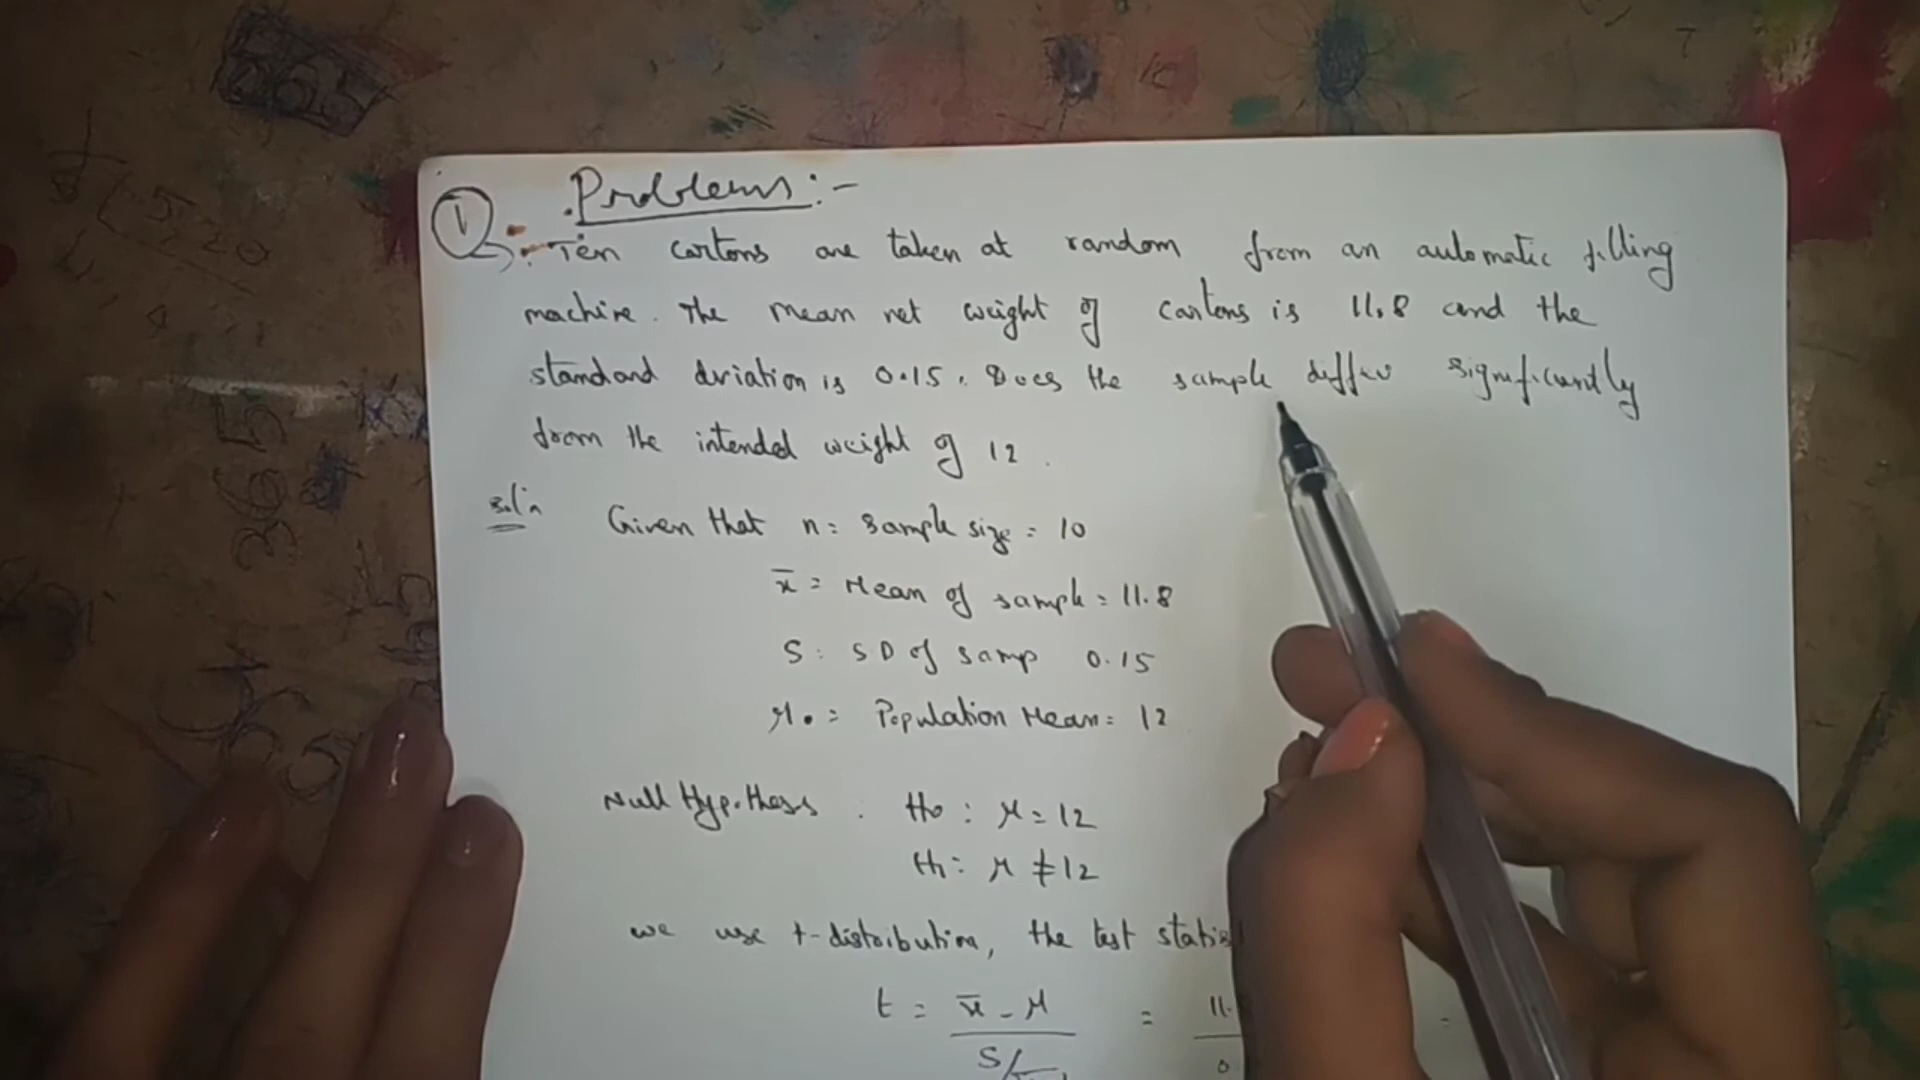 ① Problems:-
Ten cartons are taken at random from an automatic filling
machine. The mean net weight of cartons is 11.8 and the
standard deviation is 0.15. Does the sample differ significantly
from the intended weight of 12.
Sol'n Given that n = sample size = 10
x̄ = Mean of sample = 11.8
S = SD of samp 0.15
μ. = Population Mean = 12
Null Hypothesis : H₀ : μ = 12
H₁ : μ ≠ 12
we use t-distribution, the test
t = x̄ - μ = 11.
S/
365